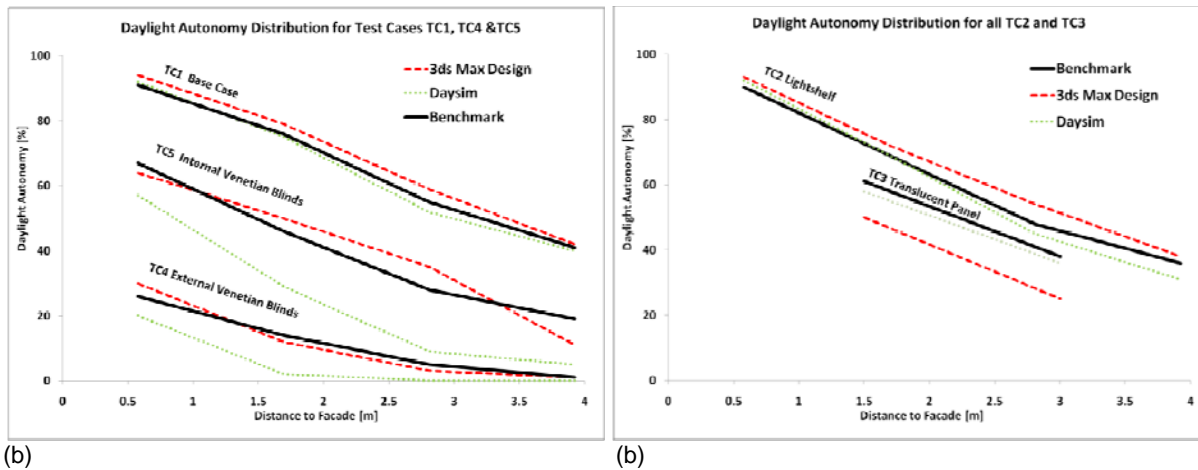 Daylight Autonomy Distribution for Test Cases TC1, TC4 &TC5
100
80
60
40
20
0
Daylight Autonomy [%]
TC1 Base Case
TC5 Internal Venetian Blinds
TC4 External Venetian Blinds
3ds Max Design
Daysim
Benchmark
0 0.5 1 1.5 2 2.5 3 3.5 4
Distance to Facade [m]
(b)
Daylight Autonomy Distribution for all TC2 and TC3
100
80
60
40
20
0
Daylight Autonomy [%]
TC2 Lightshelf
TC3 Translucent Panel
Benchmark
3ds Max Design
Daysim
0 0.5 1 1.5 2 2.5 3 3.5 4
Distance to Facade [m]
(b)